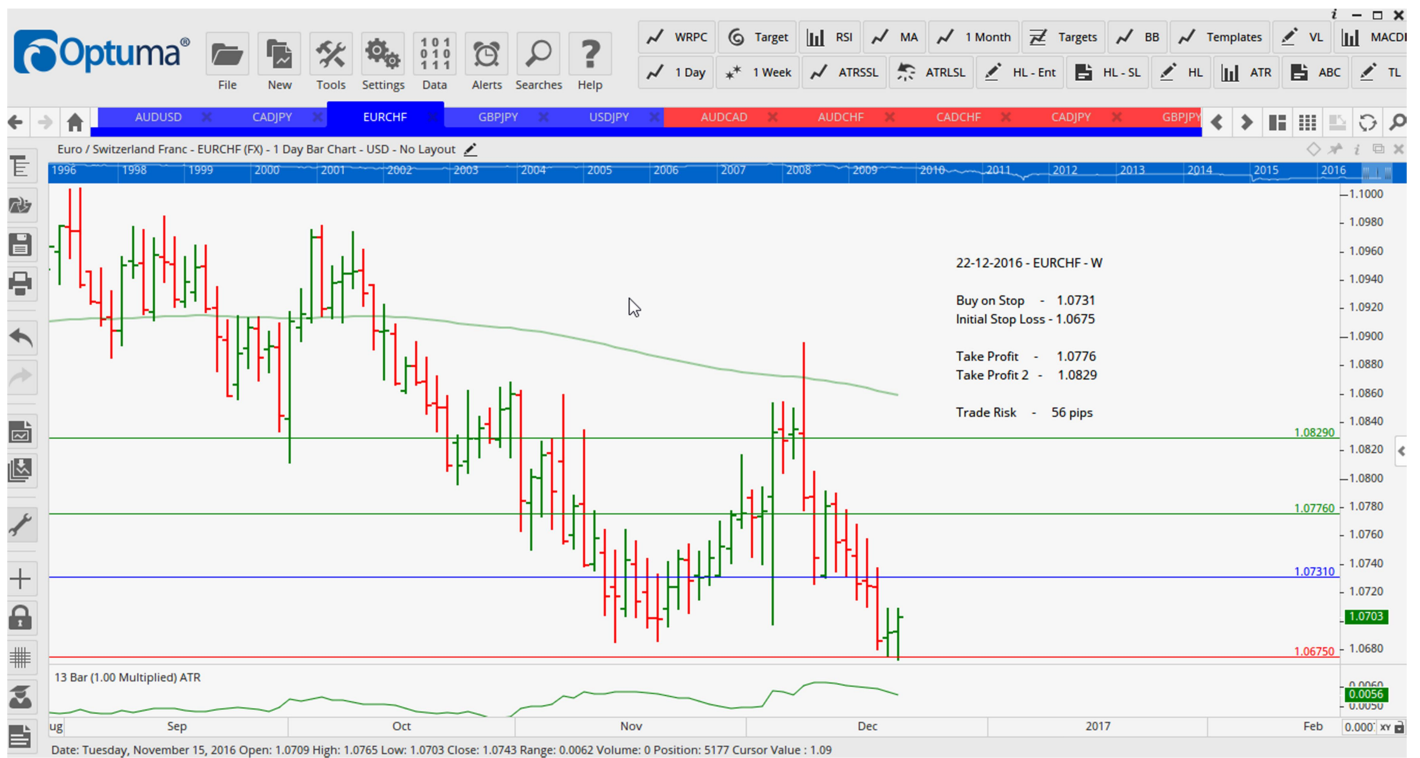 i
Optuma®
File
New
Tools
Settings
Data
Alerts
Searches
Help
101
010
111
WRPC
Target
RSI
MA
1 Month
Targets
BB
Templates
VL
MACDI
1 Day
1 Week
ATRSSL
ATRLSL
HL - Ent
HL - SL
HL
ATR
ABC
TL
AUDUSD
CADJPY
EURCHF
GBPJPY
USDJPY
AUDCAD
AUDCHF
CADCHF
CADJPY
GBPJPY
Euro / Switzerland Franc - EURCHF (FX) - 1 Day Bar Chart - USD - No Layout
1996 1998 1999 2000 2001 2002 2003 2004 2005 2006 2007 2008 2009 2010 2011 2012 2013 2014 2015 2016
1.1000
1.0980
1.0960
1.0940
1.0920
1.0900
1.0880
1.0860
1.0840
1.0820
1.0800
1.0780
1.0760
1.0740
1.0720
1.0703
1.0680
22-12-2016 - EURCHF - W
Buy on Stop - 1.0731
Initial Stop Loss - 1.0675
Take Profit - 1.0776
Take Profit 2 - 1.0829
Trade Risk - 56 pips
1.08290
1.07760
1.07310
1.06750
13 Bar (1.00 Multiplied) ATR
0.0060
0.0056
0.0050
ug Sep Oct Nov Dec 2017 Feb
0.000 XY
Date: Tuesday, November 15, 2016 Open: 1.0709 High: 1.0765 Low: 1.0703 Close: 1.0743 Range: 0.0062 Volume: 0 Position: 5177 Cursor Value : 1.09